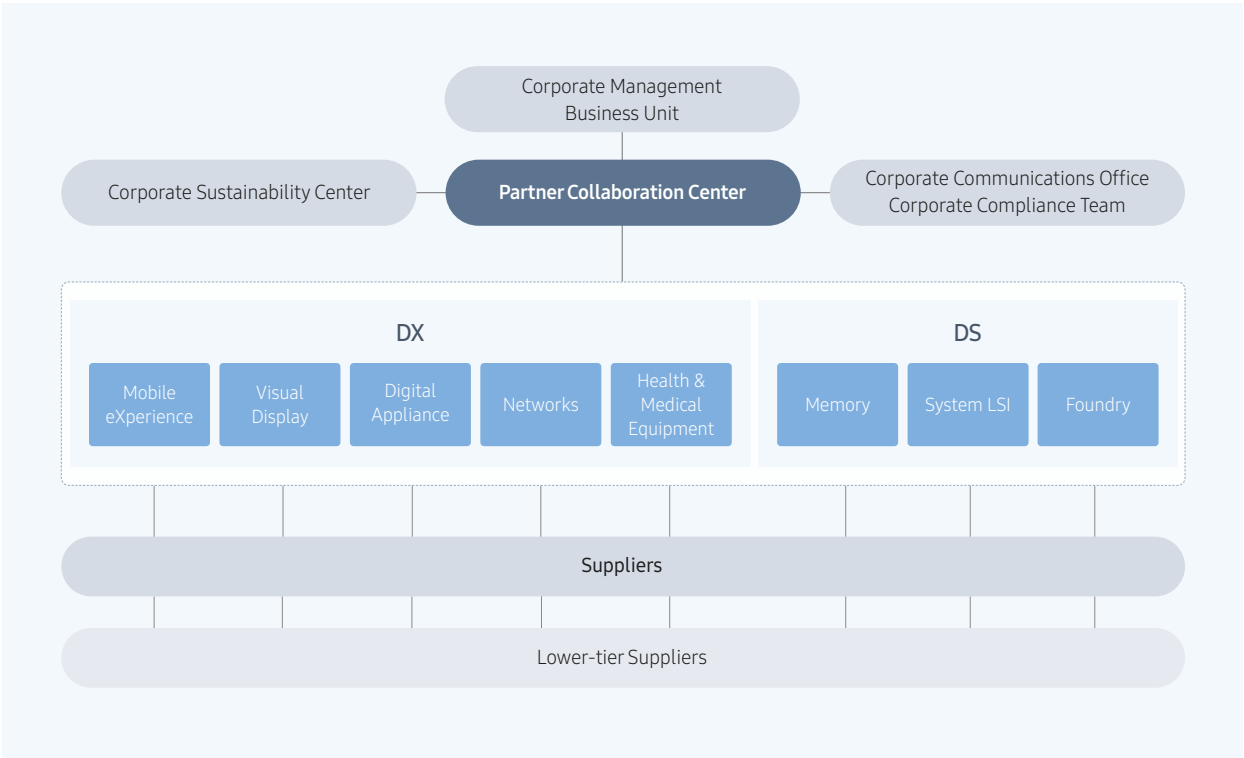 Corporate Management
Business Unit
Corporate Sustainability Center
Partner Collaboration Center
Corporate Communications Office
Corporate Compliance Team
DX
Mobile
eXperience
Visual
Display
Digital
Appliance
Networks
Health &
Medical
Equipment
DS
Memory
System LSI
Foundry
Suppliers
Lower-tier Suppliers